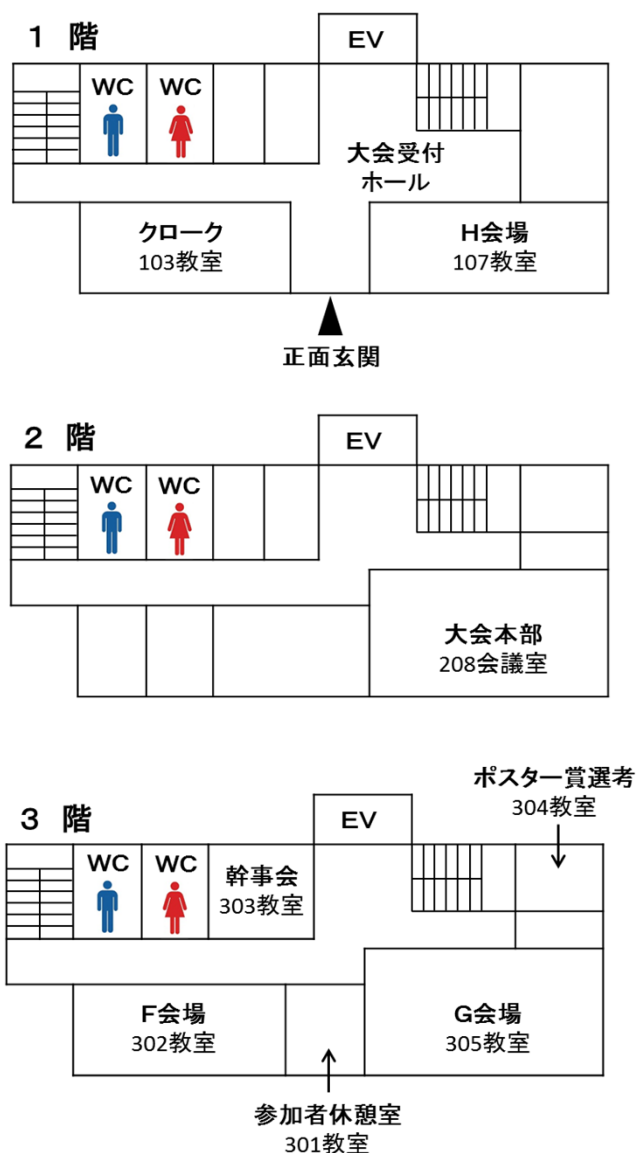 1 階
EV
WC
WC
大会受付
ホール
クローク
103教室
H会場
107教室
正面玄関
2 階
EV
WC
WC
大会本部
208会議室
ポスター賞選考
304教室
3 階
EV
WC
WC
幹事会
303教室
F会場
302教室
G会場
305教室
参加者休憩室
301教室